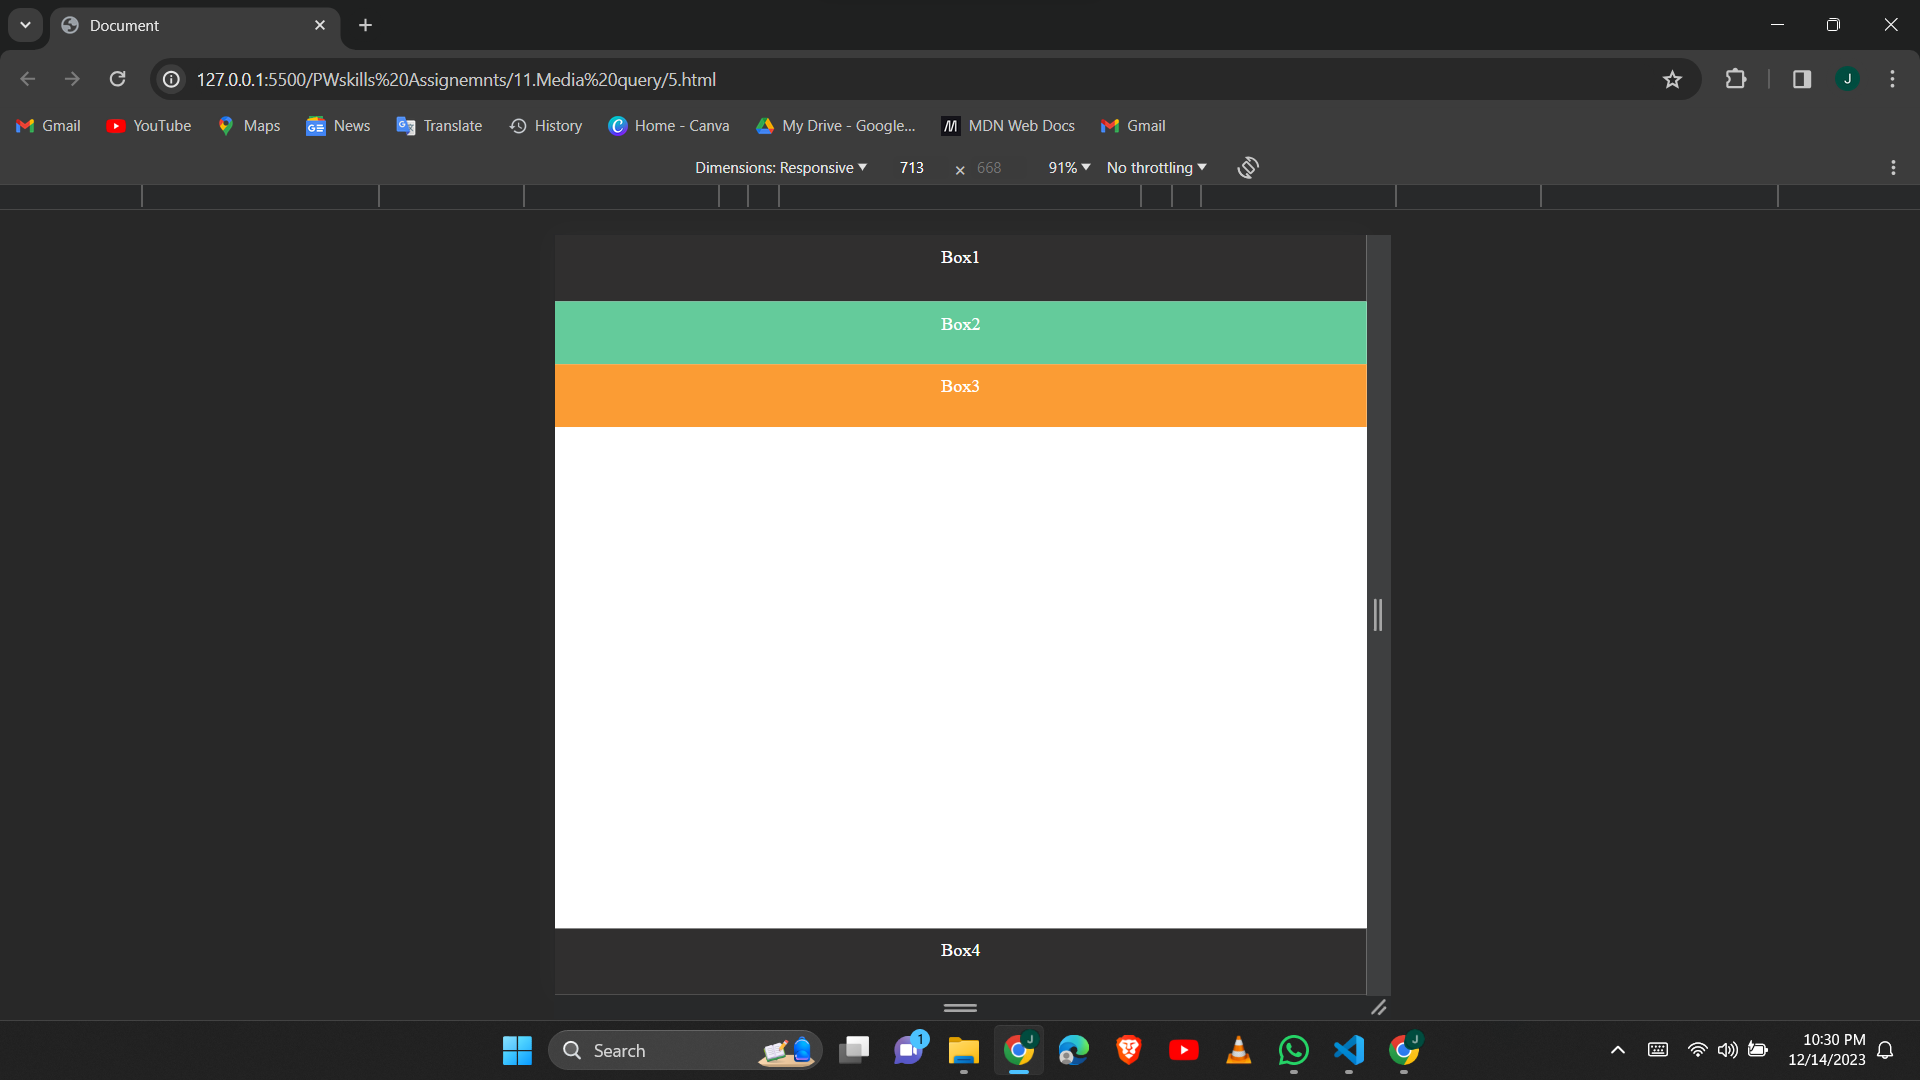 Document
127.0.0.1:5500/PWskills%20Assignemnts/11.Media%20query/5.html
J
Gmail YouTube Maps News Translate History Home - Canva My Drive - Google... MDN Web Docs Gmail
Dimensions: Responsive 713 × 668 91% No throttling
Box1
Box2
Box3
Box4
Search
1
J
J
10:30 PM
12/14/2023